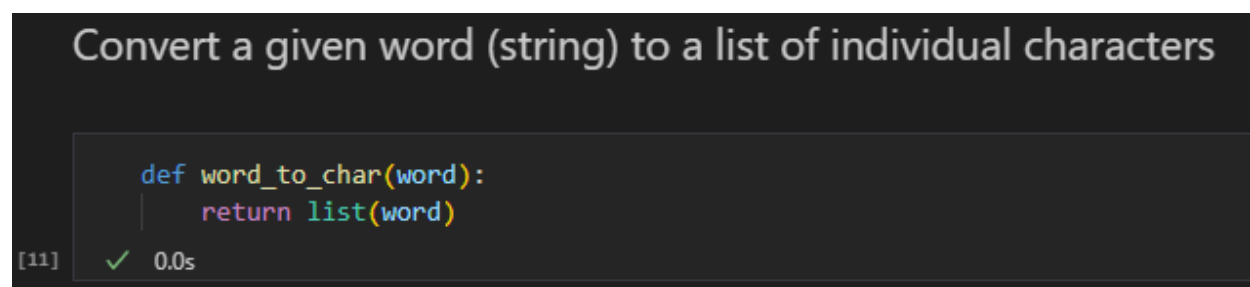 Convert a given word (string) to a list of individual characters
def word_to_char(word):
    return list(word)
[11] ✓ 0.0s